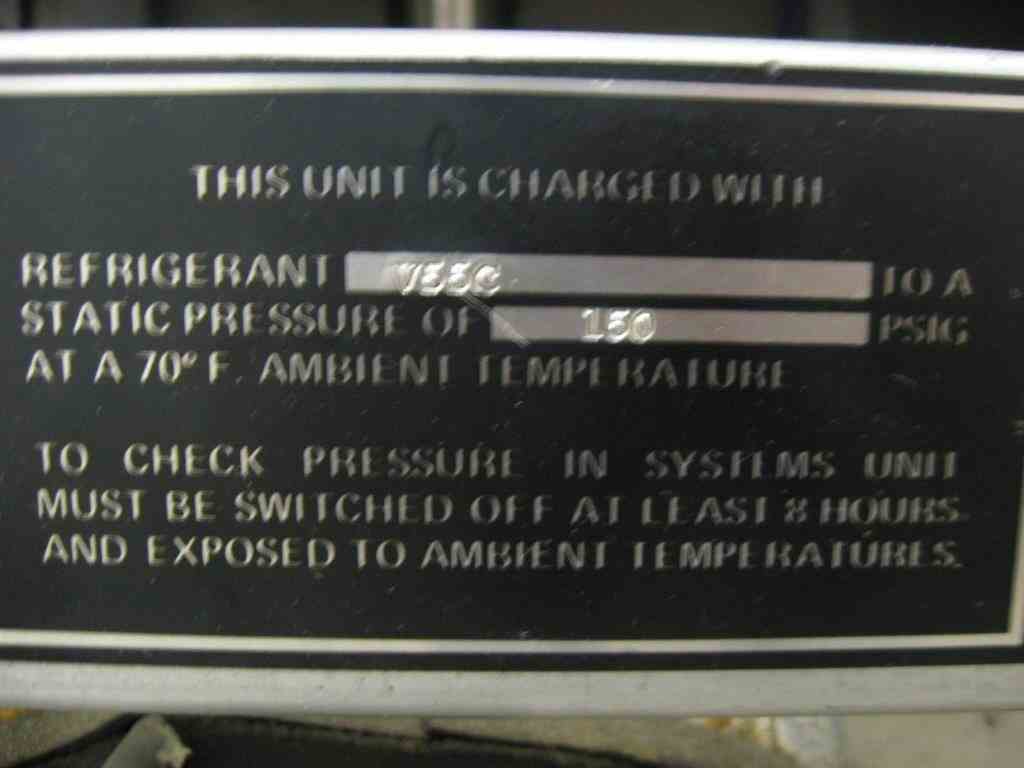 THIS UNIT IS CHARGED WITH
REFRIGERANT V55C TO A
STATIC PRESSURE OF 150 PSIG
AT A 70° F. AMBIENT TEMPERATURE
TO CHECK PRESSURE IN SYSTEMS UNIT
MUST BE SWITCHED OFF AT LEAST 8 HOURS
AND EXPOSED TO AMBIENT TEMPERATURES.